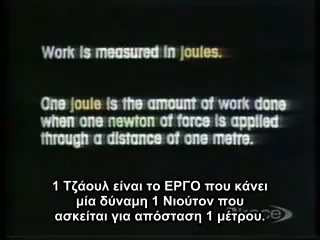 Work is measured in joules.
One joule is the amount of work done
when one newton of force is applied
through a distance of one metre.
1 Τζάουλ είναι το ΕΡΓΟ που κάνει
μία δύναμη 1 Νιούτον που
ασκείται για απόσταση 1 μέτρου.